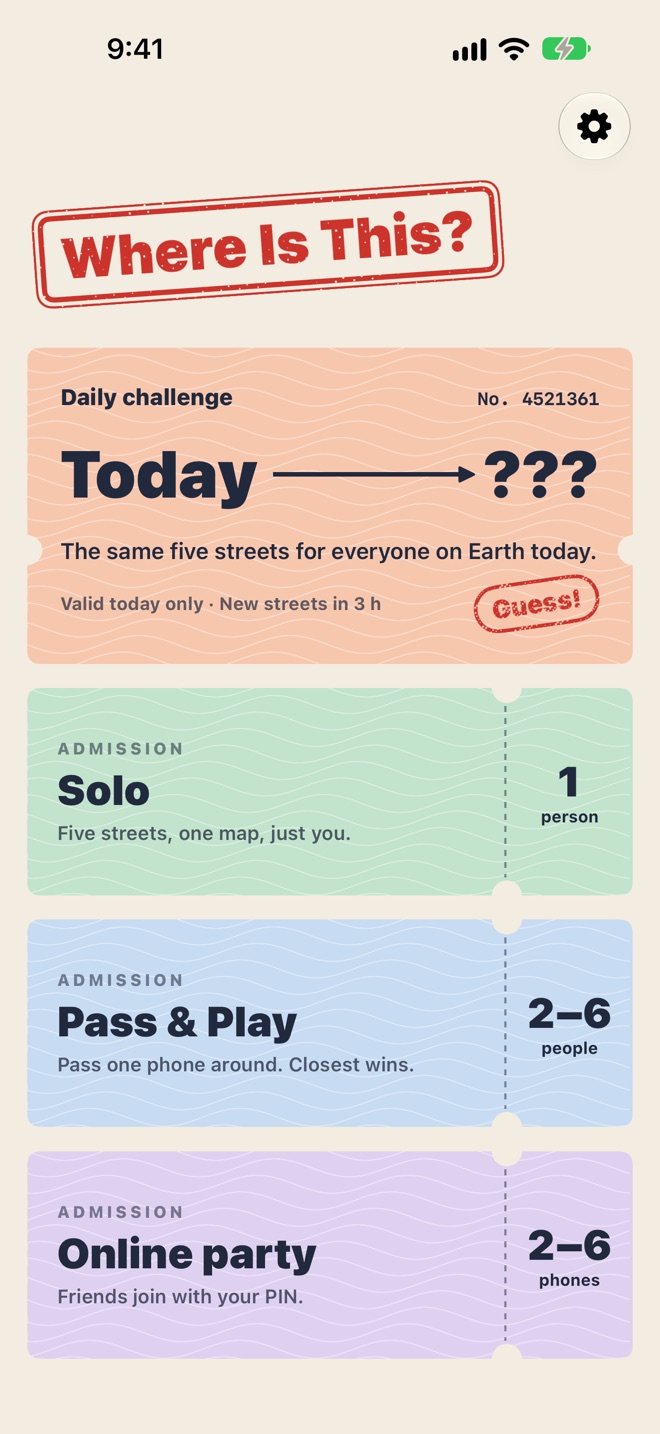 9:41
Where Is This?
Daily challenge
No. 4521361
Today ???
The same five streets for everyone on Earth today.
Valid today only · New streets in 3 h
Guess!
ADMISSION
Solo
Five streets, one map, just you.
1
person
ADMISSION
Pass & Play
Pass one phone around. Closest wins.
2–6
people
ADMISSION
Online party
Friends join with your PIN.
2–6
phones